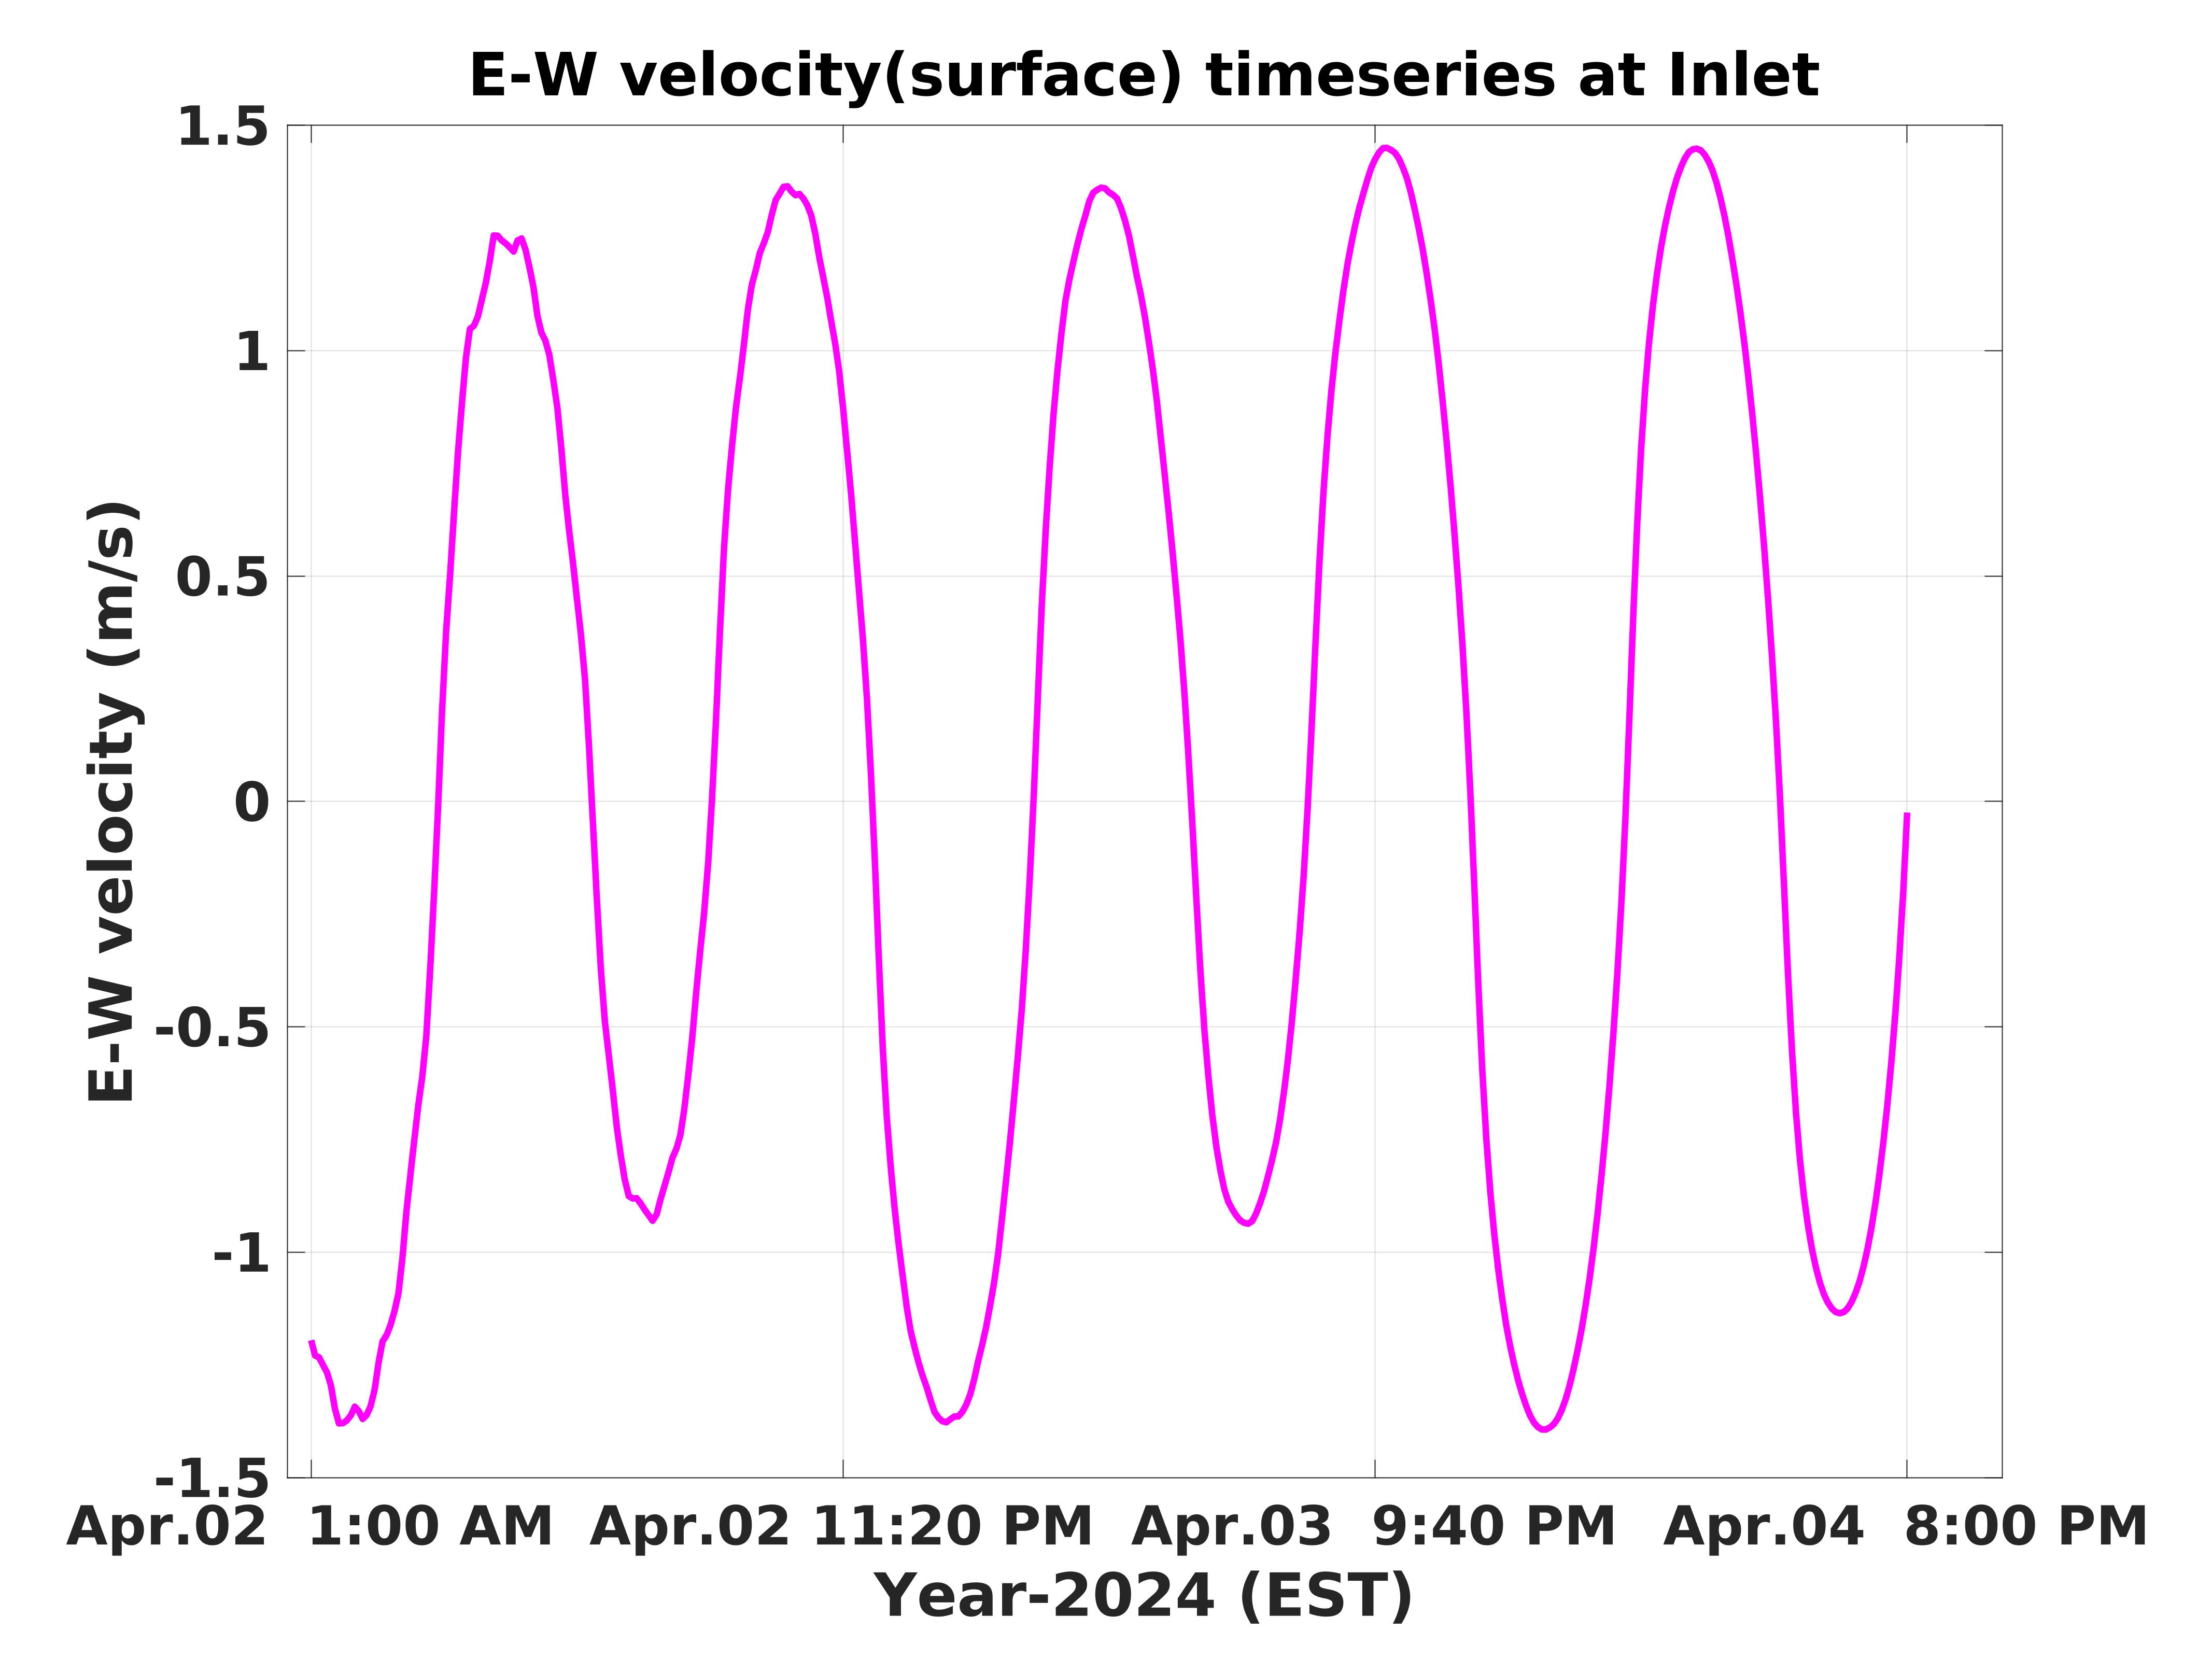 E-W velocity(surface) timeseries at Inlet
E-W velocity (m/s)
1.5
1
0.5
0
-0.5
-1
-1.5
Apr.02 1:00 AM Apr.02 11:20 PM Apr.03 9:40 PM Apr.04 8:00 PM
Year-2024 (EST)